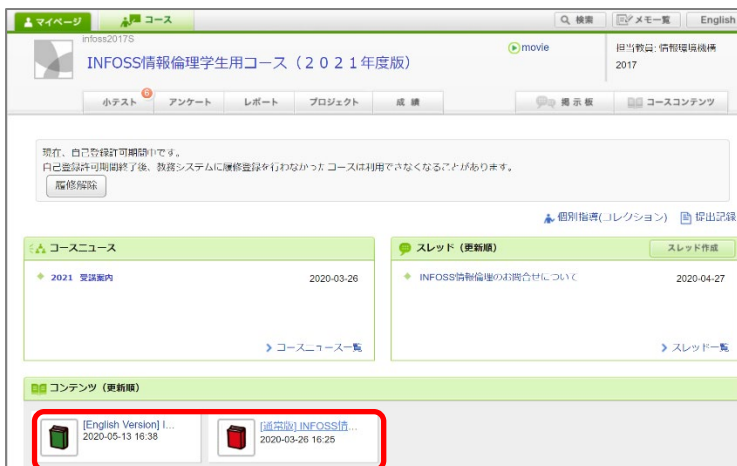 マイページ
コース
検索
メモ一覧
English
infoss2017S
INFOSS情報倫理学生用コース（２０２１年度版）
movie
担当教員: 情報環境機構
2017
小テスト
6
アンケート
レポート
プロジェクト
成績
掲示板
コースコンテンツ
現在、自己登録許可期間中です。
自己登録許可期間終了後、教務システムに履修登録を行わなかったコースは利用できなくなることがあります。
履修解除
個別指導(コレクション)
提出記録
コースニュース
2021 受講案内
2020-03-26
コースニュース一覧
スレッド（更新順）
スレッド作成
INFOSS情報倫理のお問合せについて
2020-04-27
スレッド一覧
コンテンツ（更新順）
[English Version] I...
2020-05-13 16:38
[通常版] INFOSS情...
2020-03-26 16:25